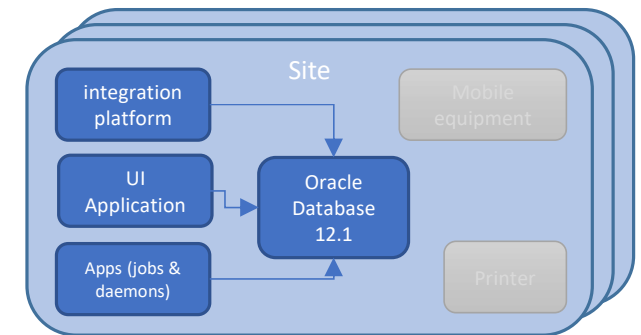 Site
integration
platform
Mobile
equipment
UI
Application
Oracle
Database
12.1
Apps (jobs &
daemons)
Printer